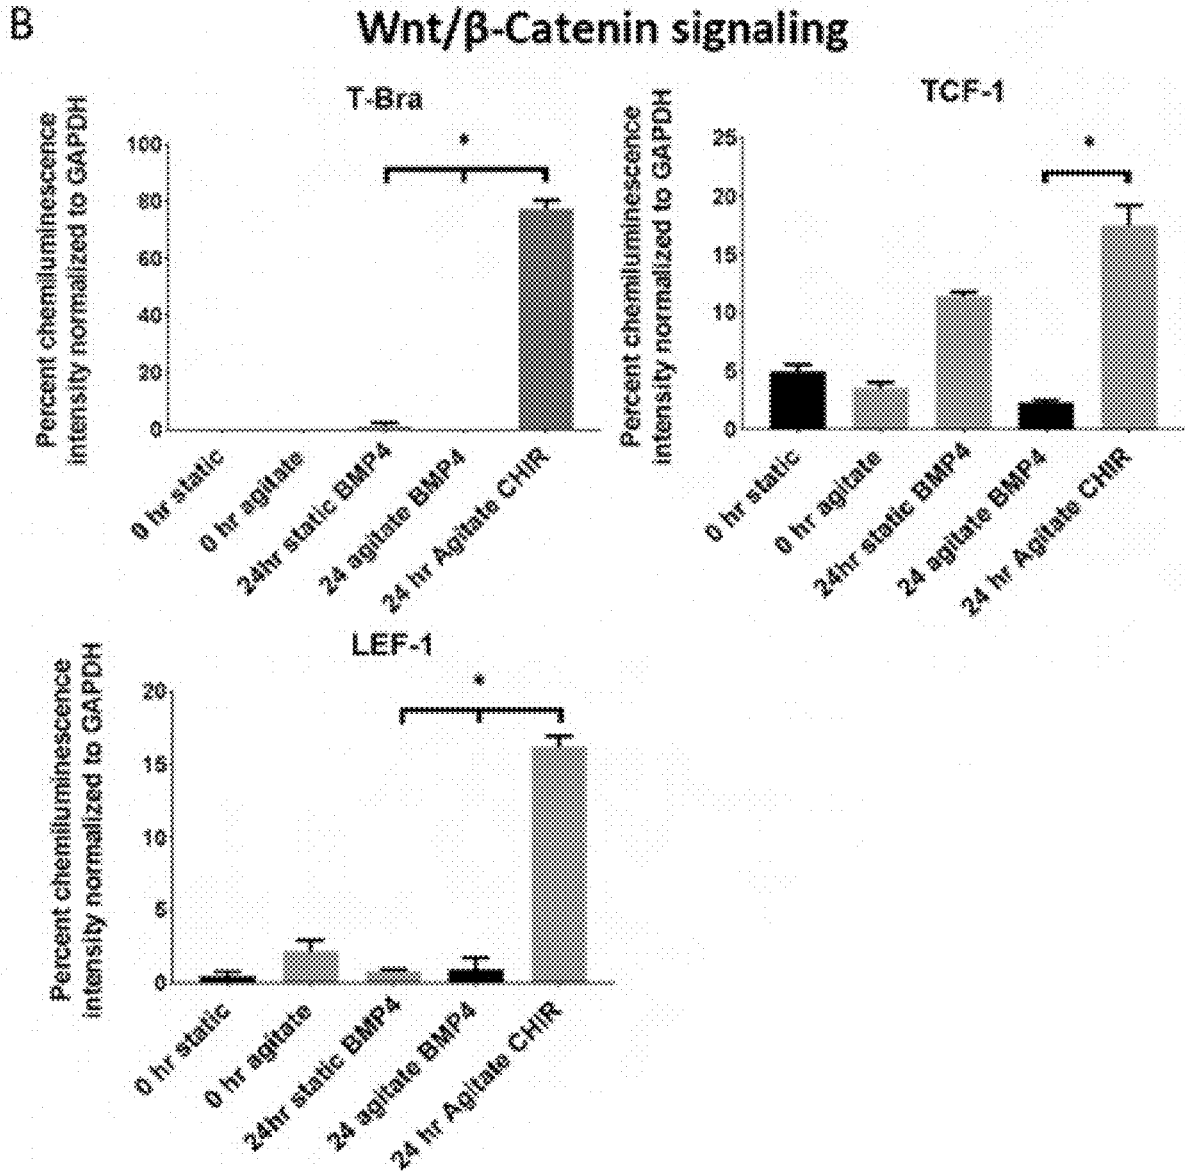 B
Wnt/β-Catenin signaling
T-Bra
Percent chemiluminescence
intensity normalized to GAPDH
100
80
60
40
20
0
*
0 hr static
0 hr agitate
24hr static BMP4
24 agitate BMP4
24 hr Agitate CHIR
TCF-1
Percent chemiluminescence
intensity normalized to GAPDH
25
20
15
10
5
0
*
0 hr static
0 hr agitate
24hr static BMP4
24 agitate BMP4
24 hr Agitate CHIR
LEF-1
Percent chemiluminescence
intensity normalized to GAPDH
20
15
10
5
0
*
0 hr static
0 hr agitate
24hr static BMP4
24 agitate BMP4
24 hr Agitate CHIR